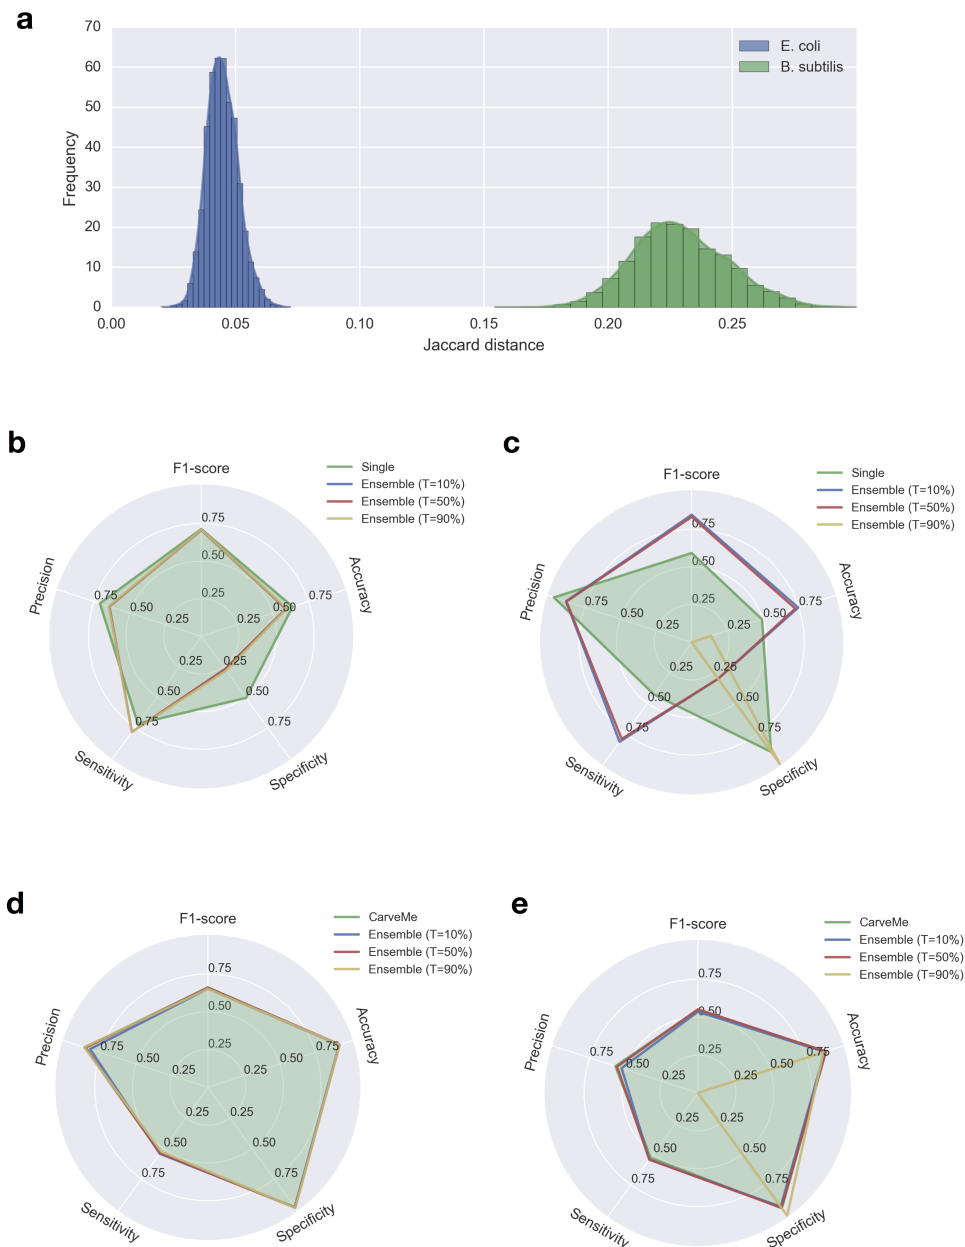 a
70
60
50
40
30
20
10
0
Frequency
0.00 0.05 0.10 0.15 0.20 0.25
Jaccard distance
E. coli
B. subtilis
b
F1-score
Single
Ensemble (T=10%)
Ensemble (T=50%)
Ensemble (T=90%)
Precision
Accuracy
Sensitivity
Specificity
0.75
0.50
0.25
0.75 0.50 0.25
0.25 0.50 0.75
0.25 0.50 0.75
0.25 0.50 0.75
c
F1-score
Single
Ensemble (T=10%)
Ensemble (T=50%)
Ensemble (T=90%)
Precision
Accuracy
Sensitivity
Specificity
0.75
0.50
0.25
0.75 0.50 0.25
0.25 0.50 0.75
0.25 0.50 0.75
0.25 0.50 0.75
d
F1-score
CarveMe
Ensemble (T=10%)
Ensemble (T=50%)
Ensemble (T=90%)
Precision
Accuracy
Sensitivity
Specificity
0.75
0.50
0.25
0.75 0.50 0.25
0.25 0.50 0.75
0.25 0.50 0.75
0.25 0.50 0.75
e
F1-score
CarveMe
Ensemble (T=10%)
Ensemble (T=50%)
Ensemble (T=90%)
Precision
Accuracy
Sensitivity
Specificity
0.75
0.50
0.25
0.75 0.50 0.25
0.25 0.50 0.75
0.25 0.50 0.75
0.25 0.50 0.75